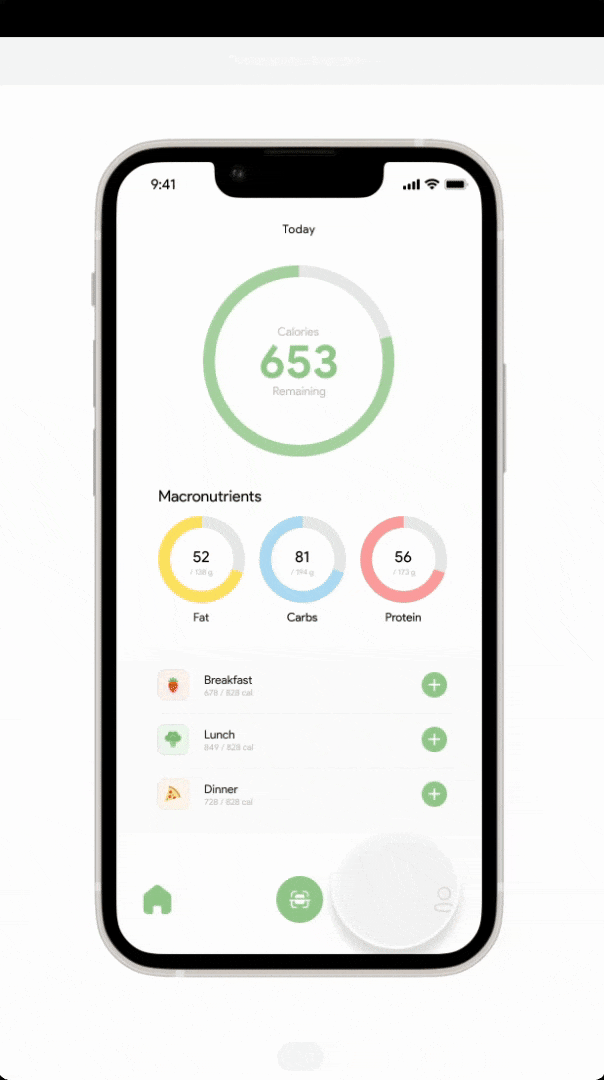 9:41
Today
Calories
653
Remaining
Macronutrients
52
81
56
/ 138 g
/ 194 g
/ 173 g
Fat
Carbs
Protein
Breakfast
678 / 828 cal
Lunch
849 / 828 cal
Dinner
728 / 828 cal